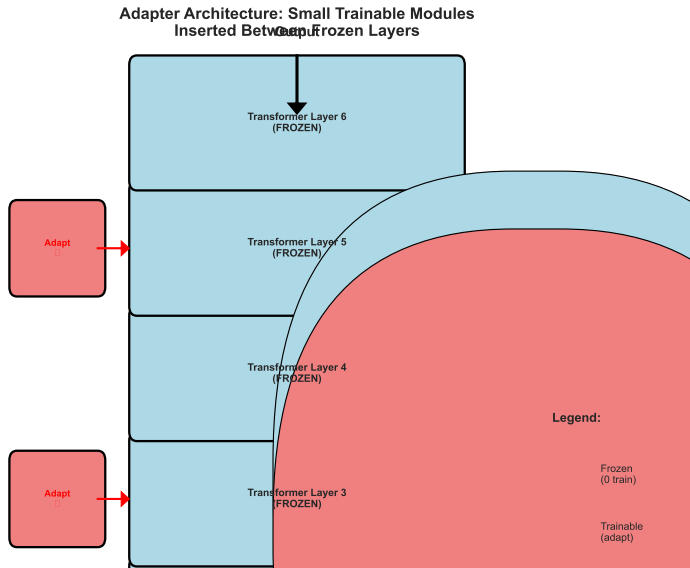 Adapter Architecture: Small Trainable Modules
Inserted Between Frozen Layers
Output
Transformer Layer 6
(FROZEN)
Adapt
Transformer Layer 5
(FROZEN)
Transformer Layer 4
(FROZEN)
Adapt
Transformer Layer 3
(FROZEN)
Legend:
Frozen
(0 train)
Trainable
(adapt)